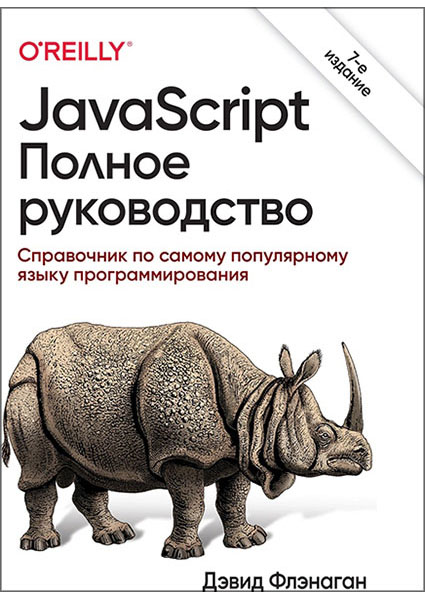 O'REILLY®
7-е
издание
JavaScript
Полное
руководство
Справочник по самому популярному
языку программирования
Дэвид Флэнаган